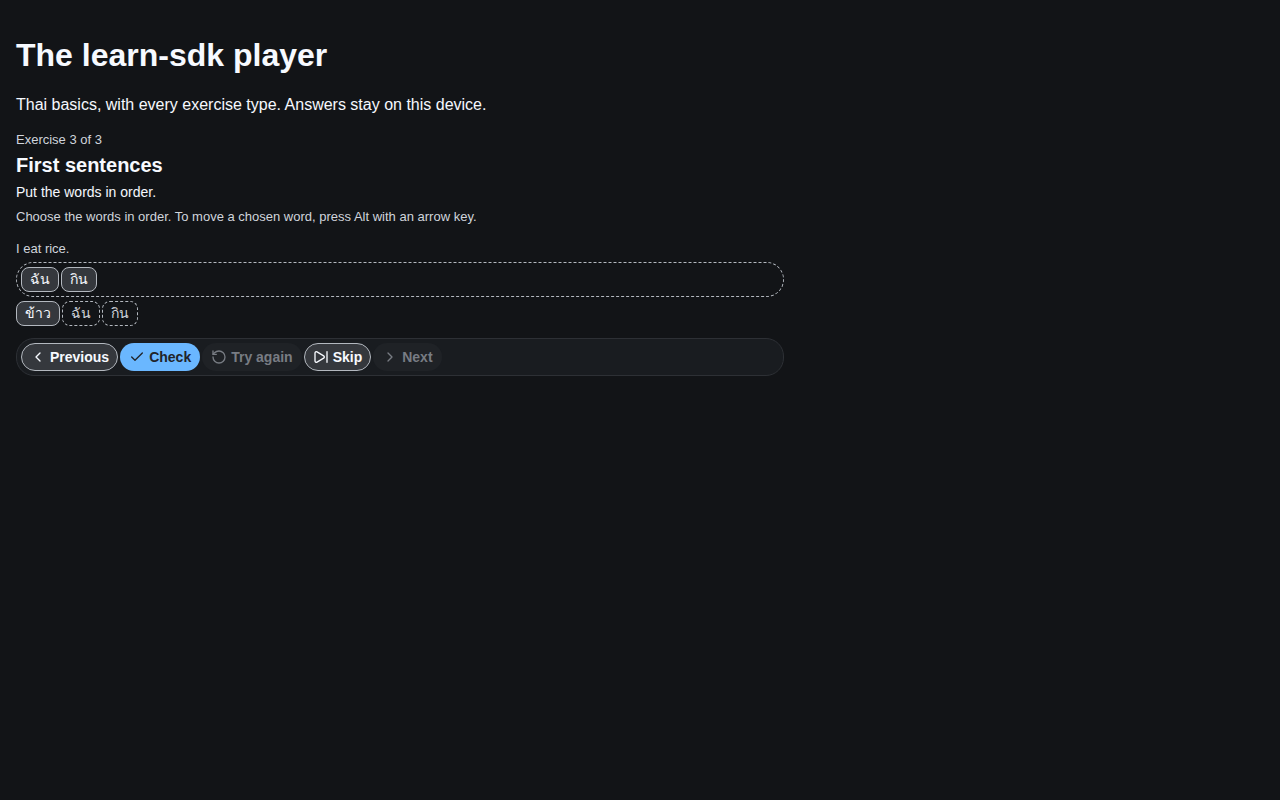 The learn-sdk player
Thai basics, with every exercise type. Answers stay on this device.
Exercise 3 of 3
First sentences
Put the words in order.
Choose the words in order. To move a chosen word, press Alt with an arrow key.
I eat rice.
ฉัน กิน
ข้าว ฉัน กิน
Previous Check Try again Skip Next